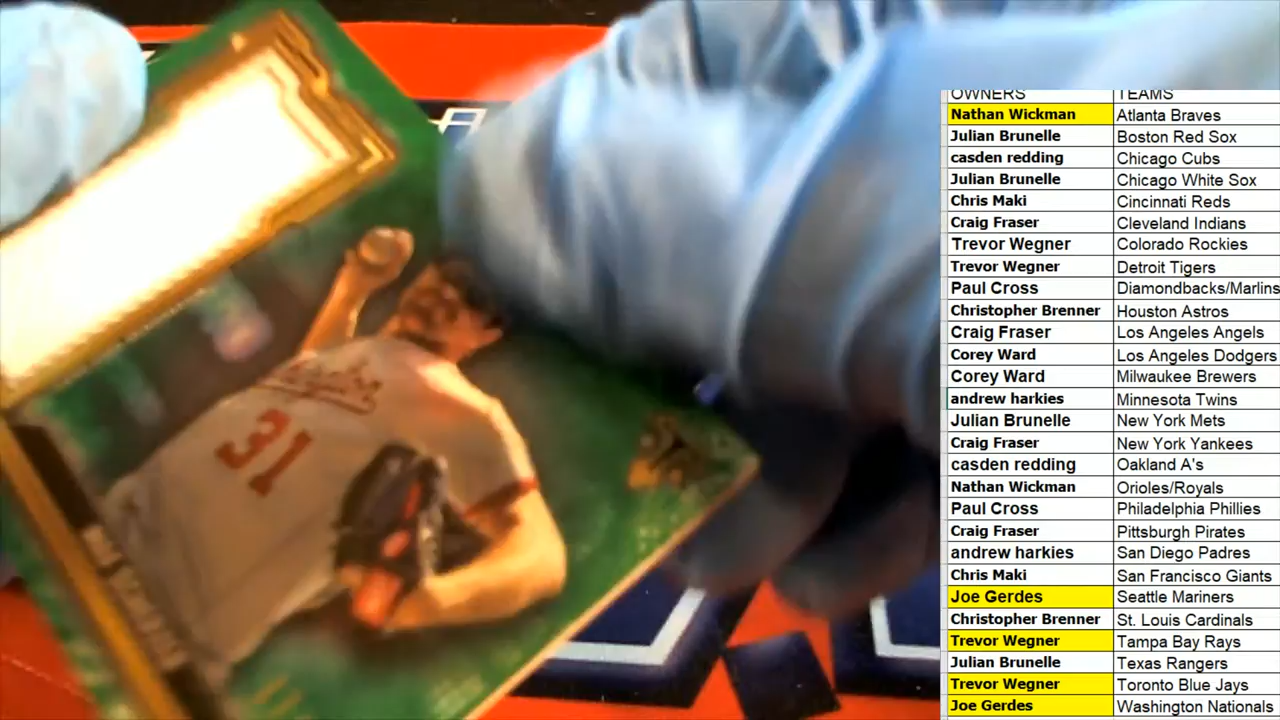 31
OWNERS TEAMS
Nathan Wickman Atlanta Braves
Julian Brunelle Boston Red Sox
casden redding Chicago Cubs
Julian Brunelle Chicago White Sox
Chris Maki Cincinnati Reds
Craig Fraser Cleveland Indians
Trevor Wegner Colorado Rockies
Trevor Wegner Detroit Tigers
Paul Cross Diamondbacks/Marlins
Christopher Brenner Houston Astros
Craig Fraser Los Angeles Angels
Corey Ward Los Angeles Dodgers
Corey Ward Milwaukee Brewers
andrew harkies Minnesota Twins
Julian Brunelle New York Mets
Craig Fraser New York Yankees
casden redding Oakland A's
Nathan Wickman Orioles/Royals
Paul Cross Philadelphia Phillies
Craig Fraser Pittsburgh Pirates
andrew harkies San Diego Padres
Chris Maki San Francisco Giants
Joe Gerdes Seattle Mariners
Christopher Brenner St. Louis Cardinals
Trevor Wegner Tampa Bay Rays
Julian Brunelle Texas Rangers
Trevor Wegner Toronto Blue Jays
Joe Gerdes Washington Nationals